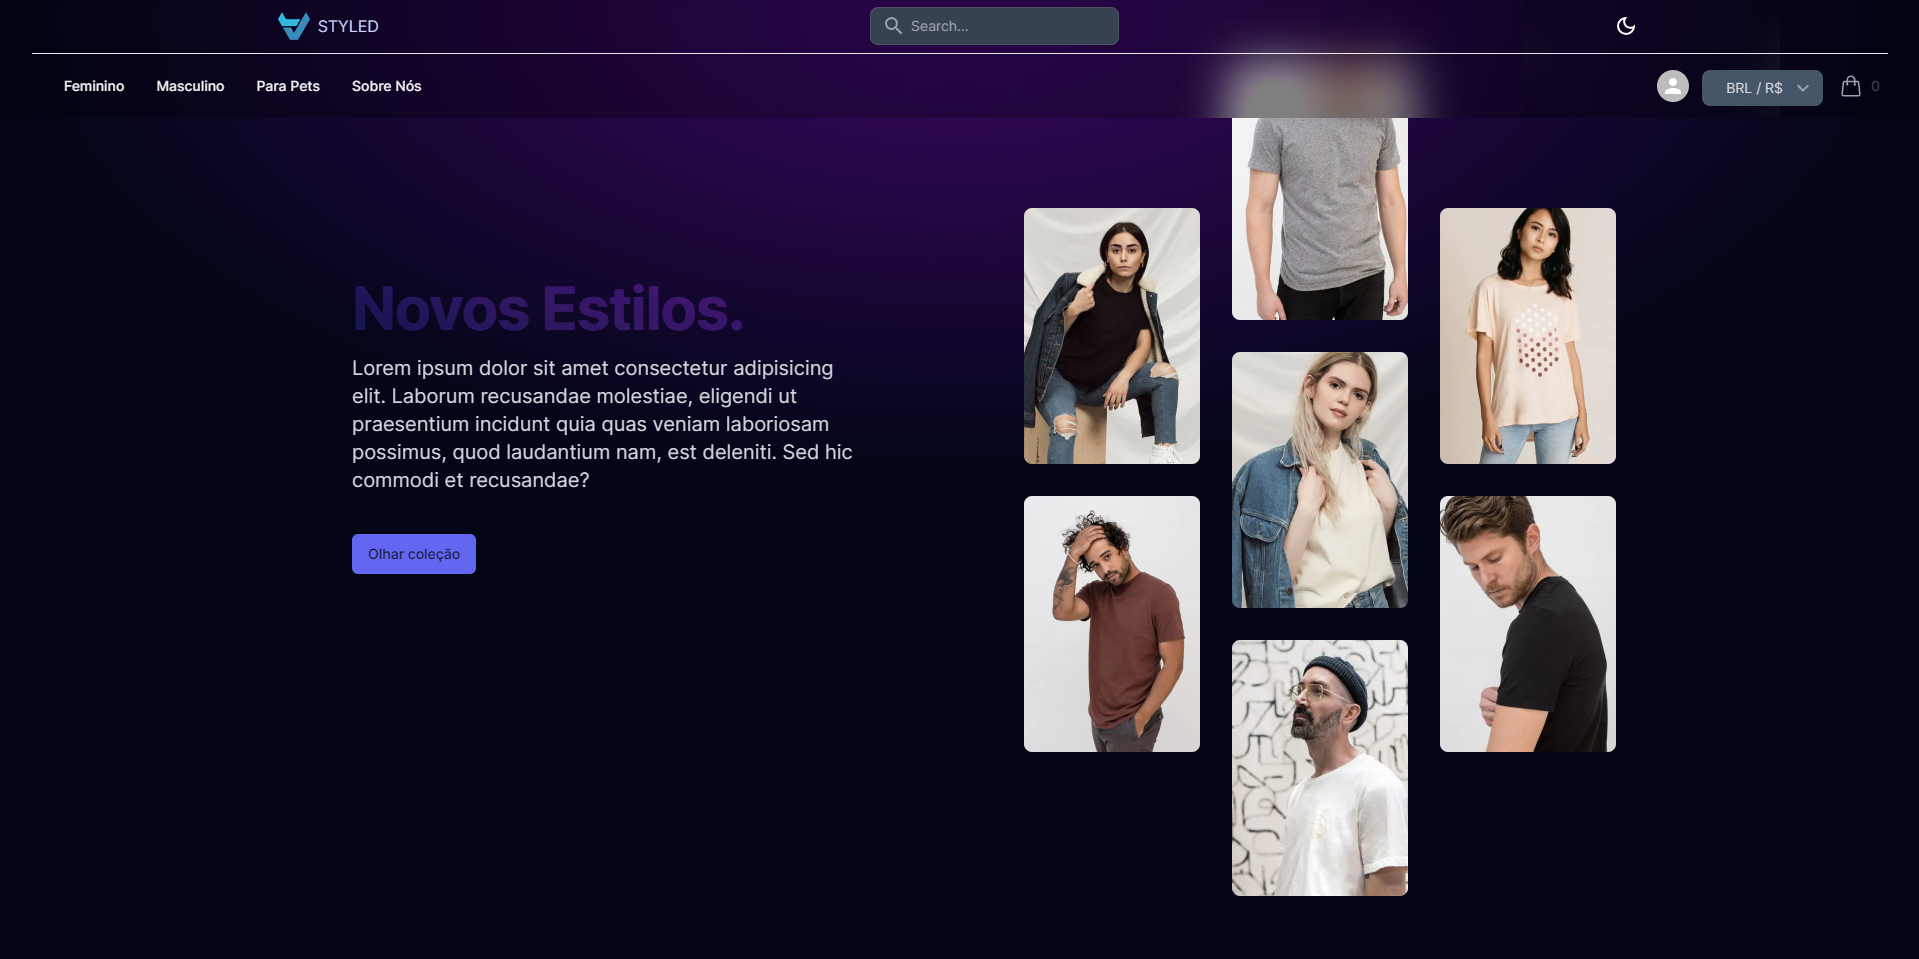 STYLED
Search...
Feminino
Masculino
Para Pets
Sobre Nós
BRL / R$
0
Novos Estilos.
Lorem ipsum dolor sit amet consectetur adipisicing
elit. Laborum recusandae molestiae, eligendi ut
praesentium incidunt quia quas veniam laboriosam
possimus, quod laudantium nam, est deleniti. Sed hic
commodi et recusandae?
Olhar coleção